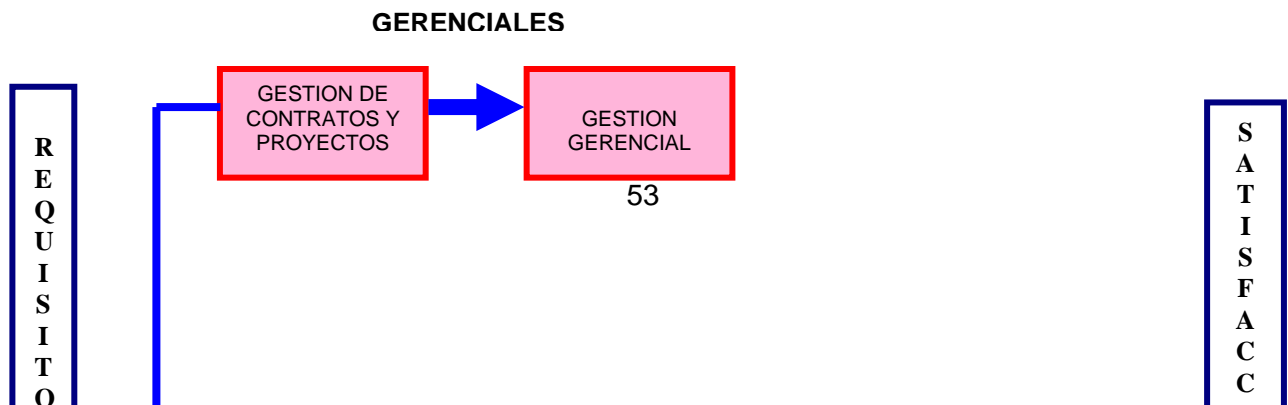 GERENCIALES
GESTION DE
CONTRATOS Y
PROYECTOS
GESTION
GERENCIAL
53
R
E
Q
U
I
S
I
T
O
S
A
T
I
S
F
A
C
C